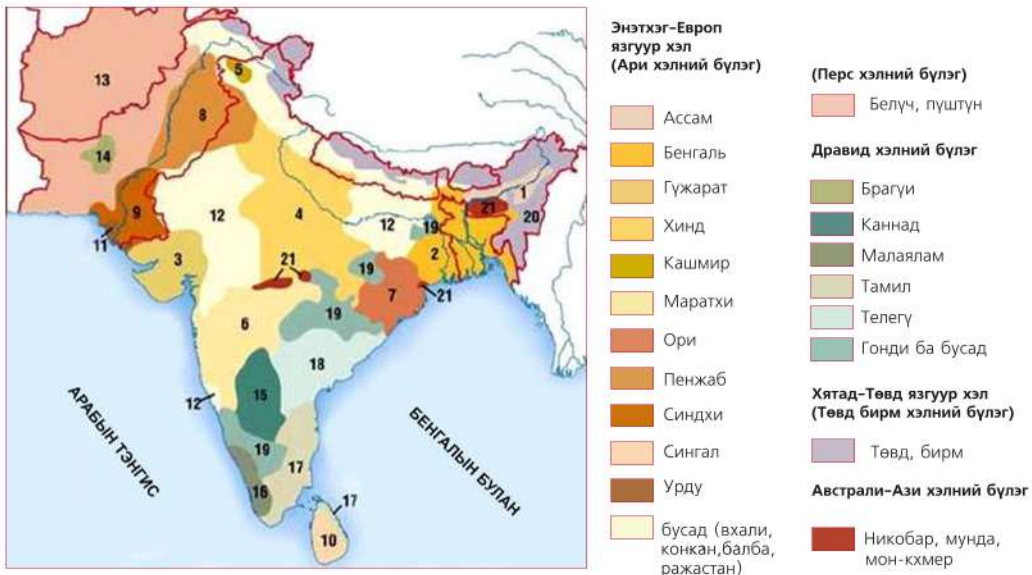 13
5
8
14
9
11
12
4
3
21
12
19
2
21
1
20
19
7
21
6
19
18
12
15
19
17
16
17
10
АРАБЫН ТЭНГИС
БЕНГАЛЫН БУЛАН
Энэтхэг-Европ
язгуур хэл
(Ари хэлний бүлэг)
Ассам
Бенгаль
Гүжарат
Хинд
Кашмир
Маратхи
Ори
Пенжаб
Синдхи
Сингал
Урду
бусад (вхали,
конкан,балба,
ражастан)
(Перс хэлний бүлэг)
Белүч, пүштүн
Дравид хэлний бүлэг
Брагүи
Каннад
Малаялам
Тамил
Телегү
Гонди ба бусад
Хятад-Төвд язгуур хэл
(Төвд бирм хэлний бүлэг)
Төвд, бирм
Австрали-Ази хэлний бүлэг
Никобар, мунда,
мон-кхмер